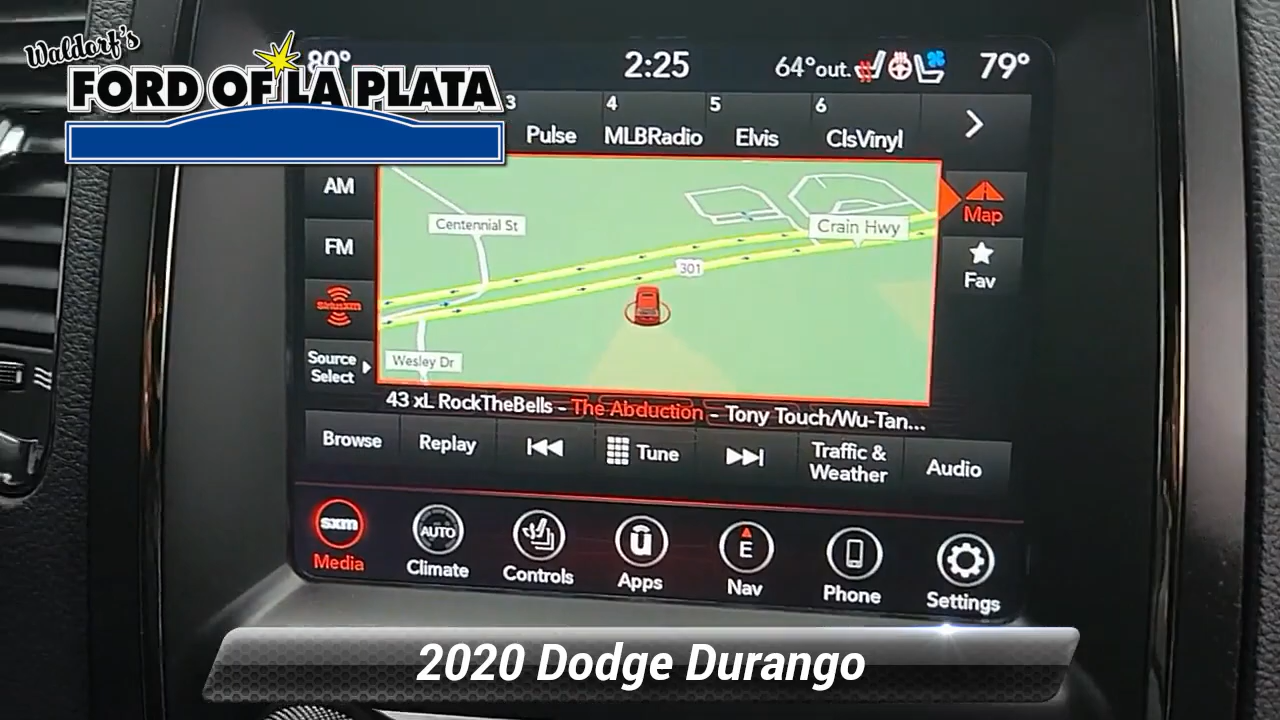 Waldorf's
FORD OF LA PLATA
80° 2:25 64°out. 79°
3 4 5 6
Pulse MLBRadio Elvis ClsVinyl
AM
FM
SiriusXM
Source
Select
Centennial St
Crain Hwy
301
Wesley Dr
Map
Fav
43 xL RockTheBells - The Abduction - Tony Touch/Wu-Tan...
Browse Replay Tune Traffic &
Weather Audio
sxm AUTO ü E
Media Climate Controls Apps Nav Phone Settings
2020 Dodge Durango